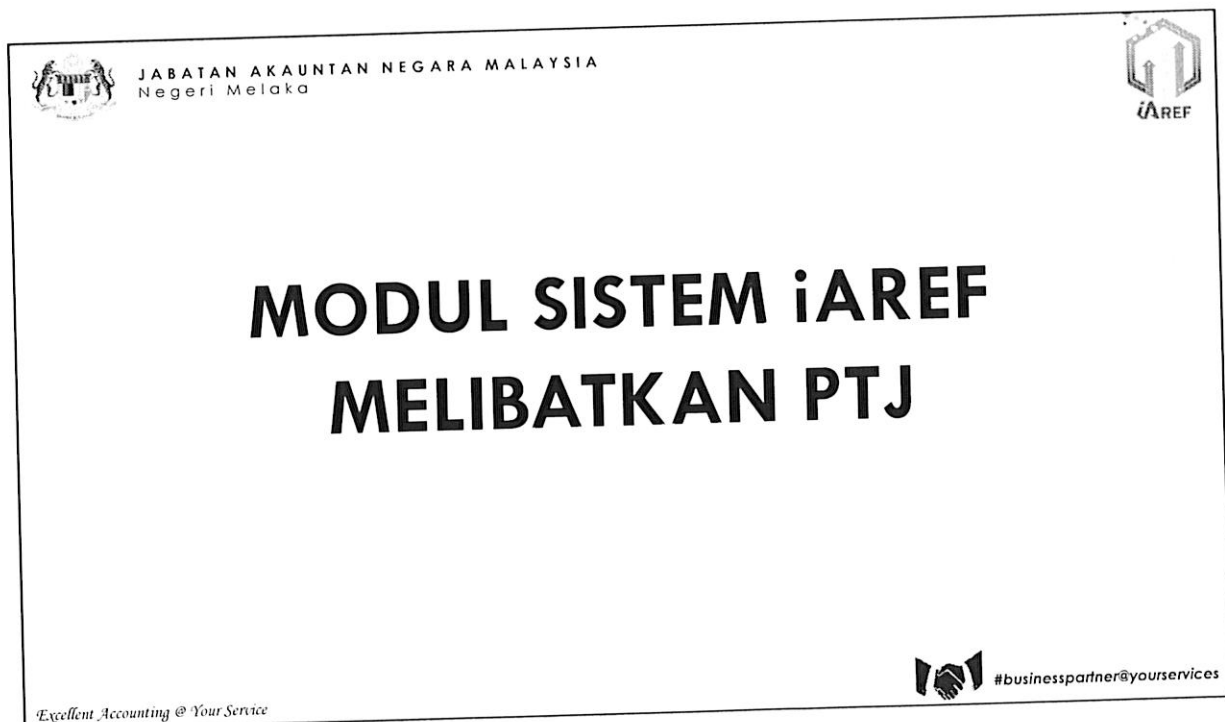 JABATAN AKAUNTAN NEGARA MALAYSIA
Negeri Melaka
iAREF
MODUL SISTEM iAREF
MELIBATKAN PTJ
#businesspartner@yourservices
Excellent Accounting @ Your Service